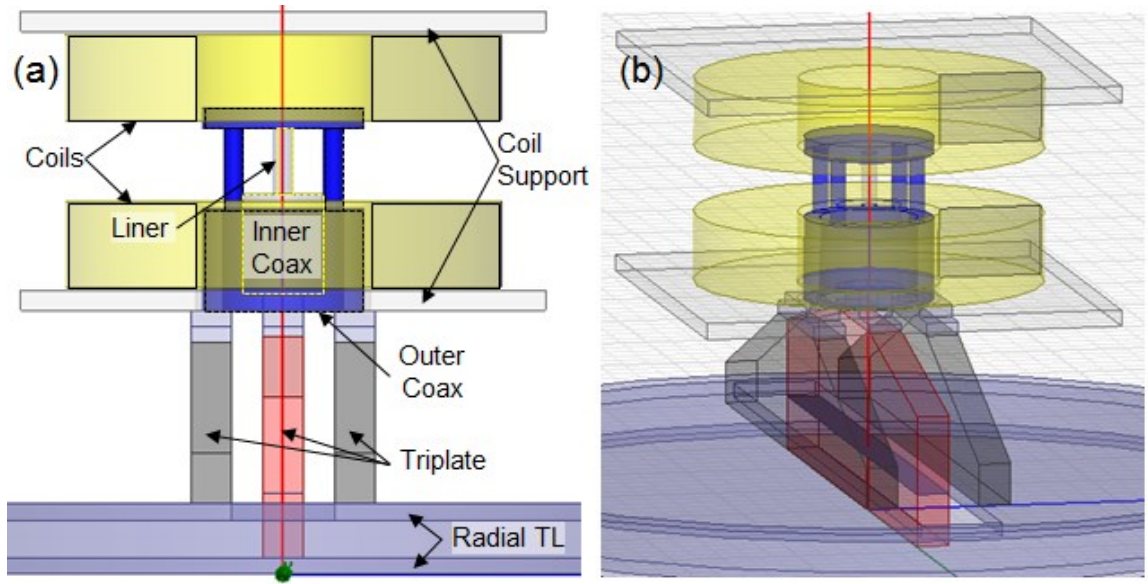 (a)
(b)
Coils
Coil
Support
Liner
Inner
Coax
Outer
Coax
Triplate
Radial TL